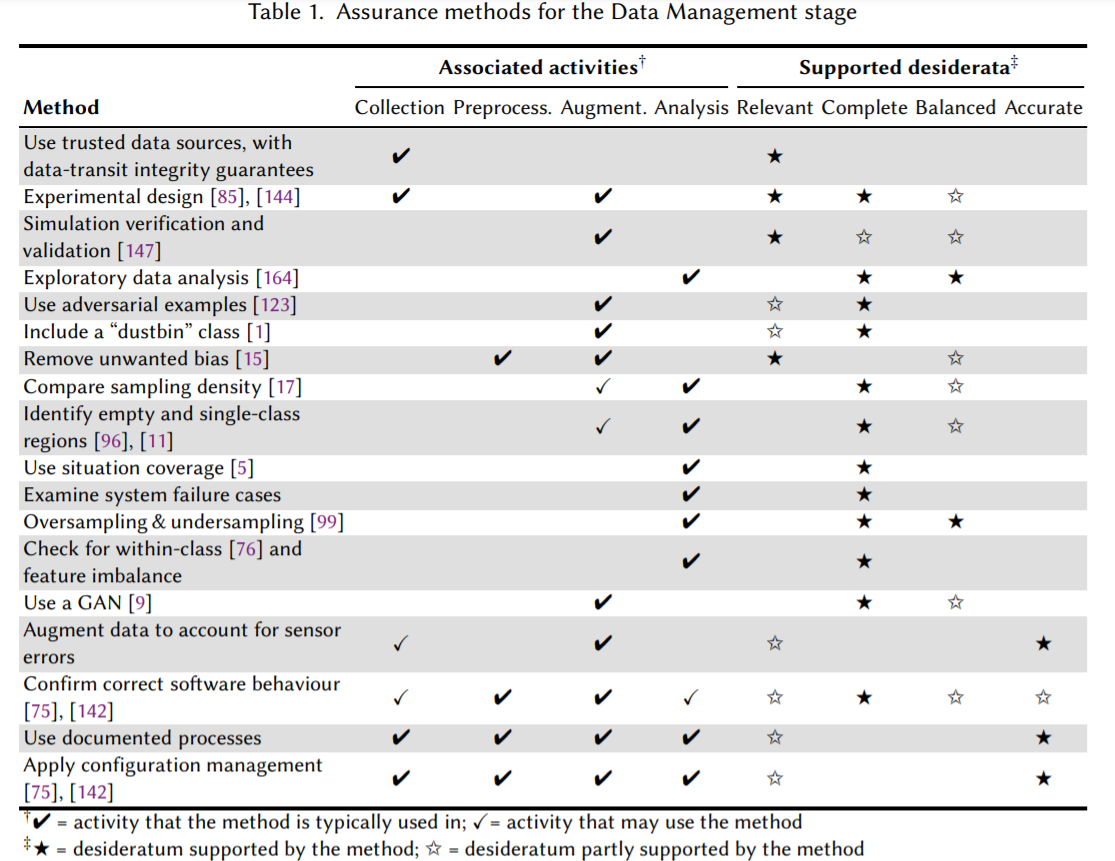 Table 1. Assurance methods for the Data Management stage
Associated activities† Supported desiderata‡
Method Collection Preprocess. Augment. Analysis Relevant Complete Balanced Accurate
Use trusted data sources, with
data-transit integrity guarantees ✔ ★
Experimental design [85], [144] ✔ ✔ ★ ★ ☆
Simulation verification and
validation [147] ✔ ★ ☆ ☆
Exploratory data analysis [164] ✔ ★ ★
Use adversarial examples [123] ✔ ☆ ★
Include a “dustbin” class [1] ✔ ☆ ★
Remove unwanted bias [15] ✔ ✔ ★ ☆
Compare sampling density [17] ✓ ✔ ★ ☆
Identify empty and single-class
regions [96], [11] ✓ ✔ ★ ☆
Use situation coverage [5] ✔ ★
Examine system failure cases ✔ ★
Oversampling & undersampling [99] ✔ ★ ★
Check for within-class [76] and
feature imbalance ✔ ★
Use a GAN [9] ✔ ★ ☆
Augment data to account for sensor
errors ✓ ✔ ☆ ★
Confirm correct software behaviour
[75], [142] ✓ ✔ ✔ ✓ ☆ ★ ☆ ☆
Use documented processes ✔ ✔ ✔ ✔ ☆ ★
Apply configuration management
[75], [142] ✔ ✔ ✔ ✔ ☆ ★
†✔ = activity that the method is typically used in; ✓ = activity that may use the method
‡★ = desideratum supported by the method; ☆ = desideratum partly supported by the method